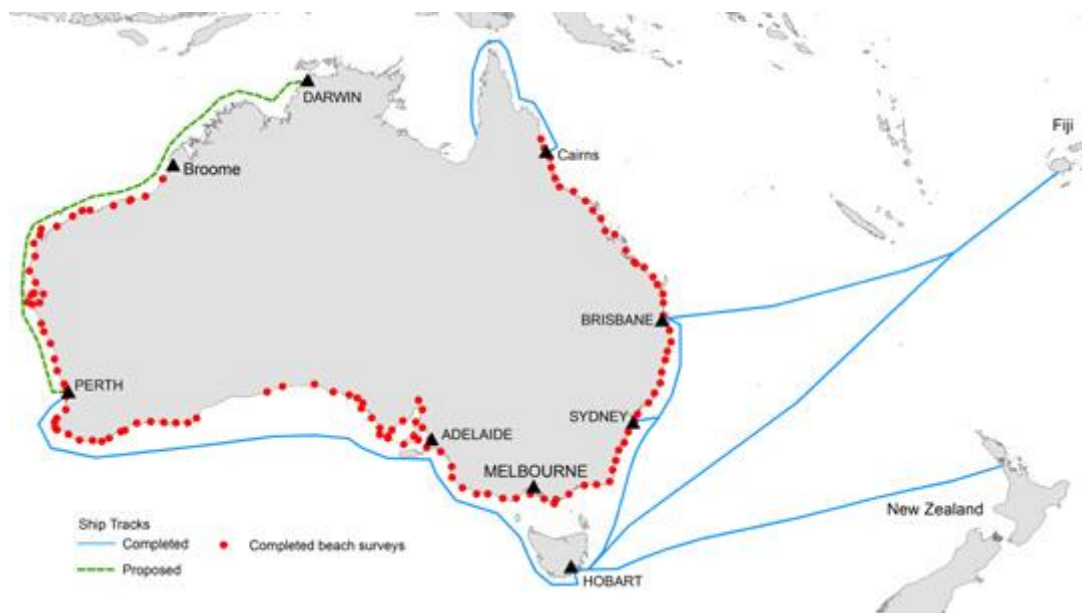 DARWIN
Fiji
Cairns
Broome
BRISBANE
PERTH
SYDNEY
ADELAIDE
MELBOURNE
New Zealand
Ship Tracks
Completed
Completed beach surveys
Proposed
HOBART